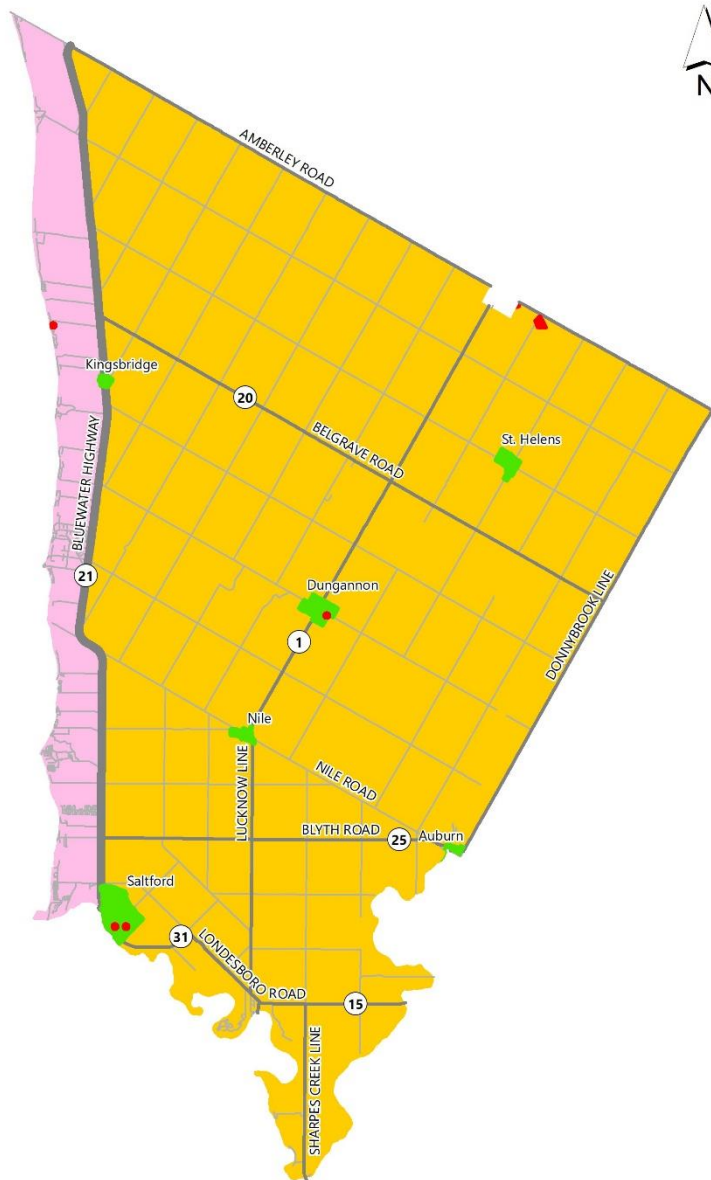 N
AMBERLEY ROAD
Kingsbridge
20
BELGRAVE ROAD
St. Helens
BLUEWATER HIGHWAY
21
Dungannon
1
DONNYBROOK LINE
Nile
NILE ROAD
LUCKNOW LINE
BLYTH ROAD
25
Auburn
Saltford
31
LONDESBORO ROAD
15
SHARPES CREEK LINE